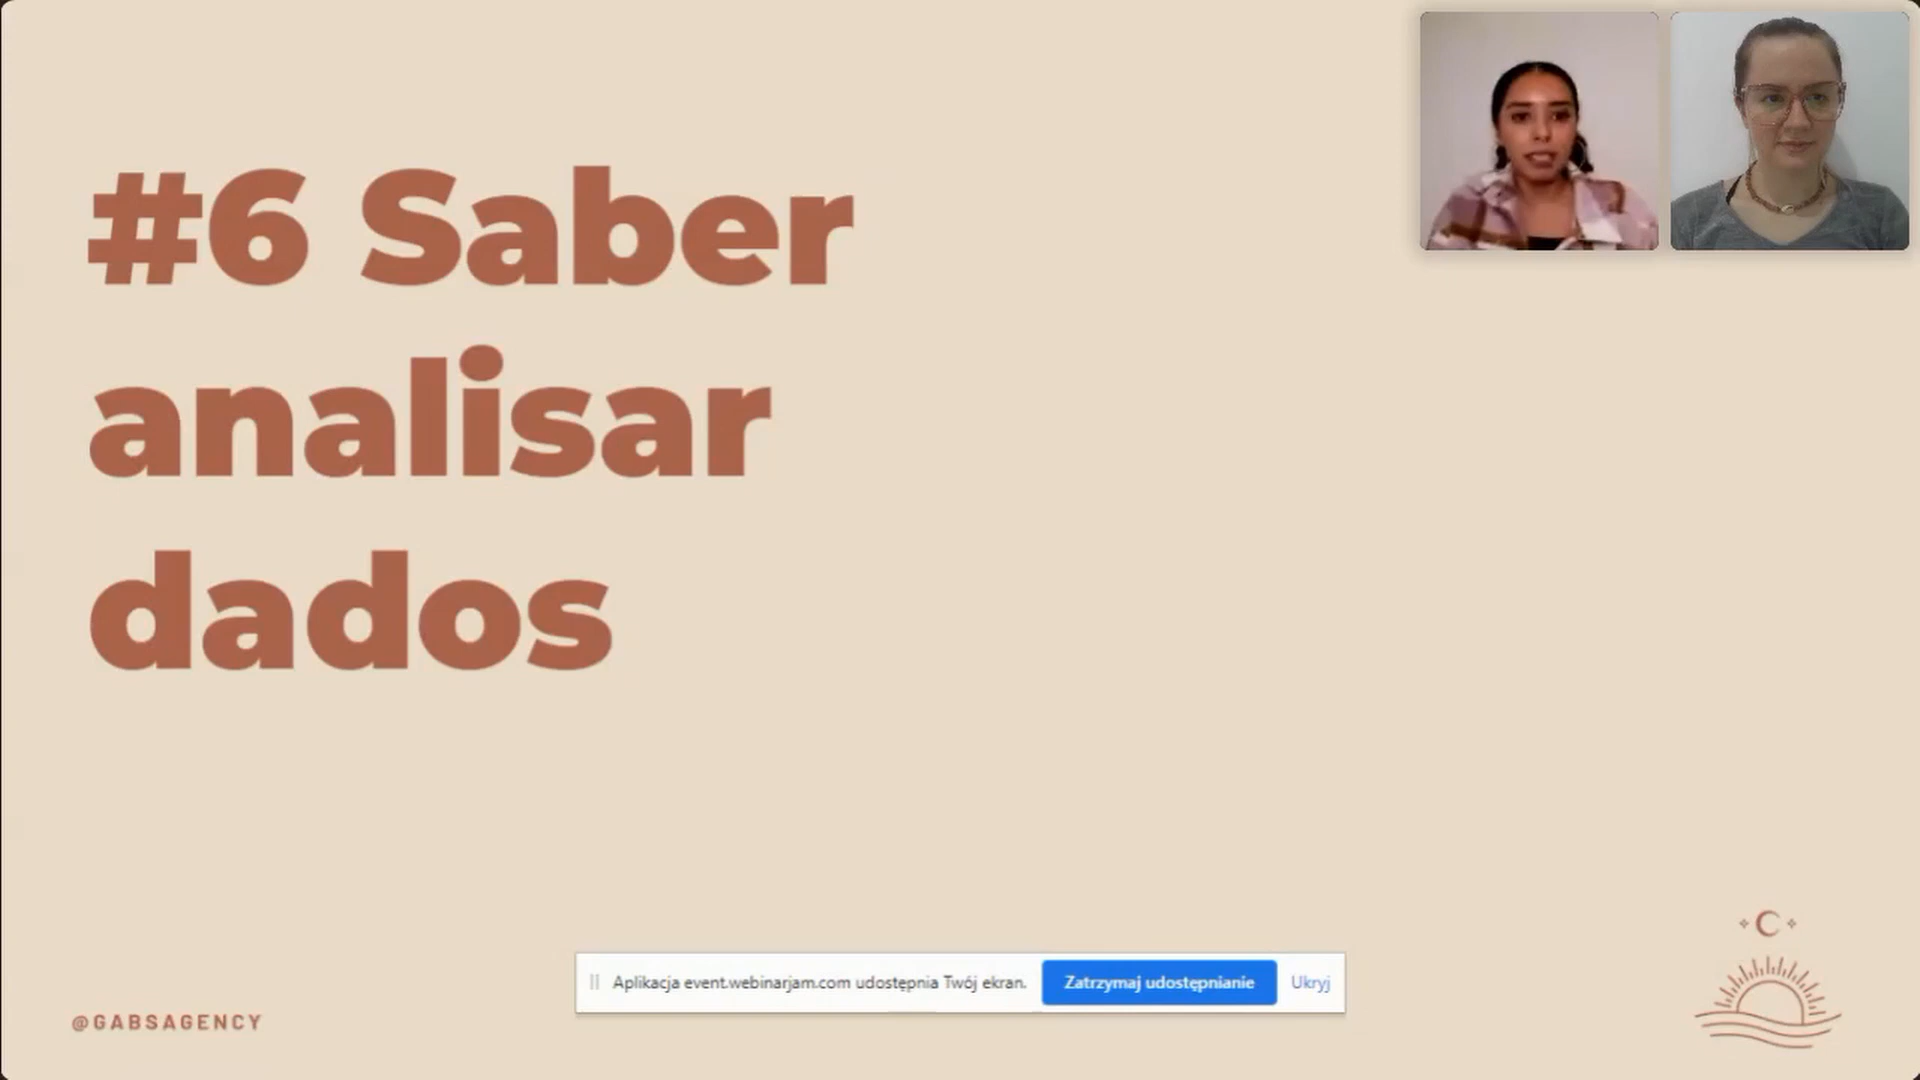 #6 Saber
analisar
dados
Aplikacja event.webinarjam.com udostępnia Twój ekran.
Zatrzymaj udostępnianie
Ukryj
@GABSAGENCY